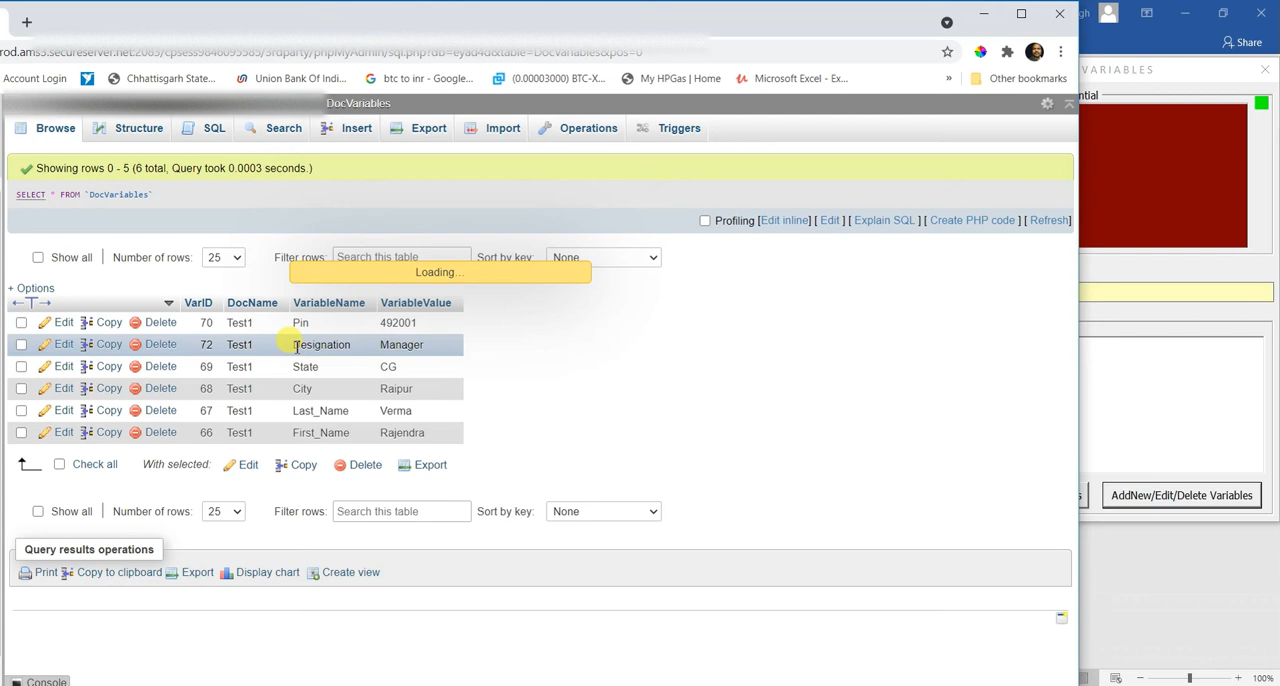 gh
Share
rod.ams3.secureserver.net:2083/cpsess9846095585/3rdparty/phpMyAdmin/sql.php?db=eyad4d&table=DocVariables&pos=0
Account Login Chhattisgarh State... Union Bank Of Indi... btc to inr - Google... (0.00003000) BTC-X... My HPGas | Home Microsoft Excel - Ex... » Other bookmarks
VARIABLES
ntial
DocVariables
Browse Structure SQL Search Insert Export Import Operations Triggers
Showing rows 0 - 5 (6 total, Query took 0.0003 seconds.)
SELECT * FROM `DocVariables`
Profiling [Edit inline] [ Edit ] [ Explain SQL ] [ Create PHP code ] [ Refresh]
Show all Number of rows: 25 Filter rows: Search this table Sort by key: None
Loading...
+ Options
←T→ VarID DocName VariableName VariableValue
Edit Copy Delete 70 Test1 Pin 492001
Edit Copy Delete 72 Test1 Designation Manager
Edit Copy Delete 69 Test1 State CG
Edit Copy Delete 68 Test1 City Raipur
Edit Copy Delete 67 Test1 Last_Name Verma
Edit Copy Delete 66 Test1 First_Name Rajendra
Check all With selected: Edit Copy Delete Export
s AddNew/Edit/Delete Variables
Show all Number of rows: 25 Filter rows: Search this table Sort by key: None
Query results operations
Print Copy to clipboard Export Display chart Create view
Console
100%